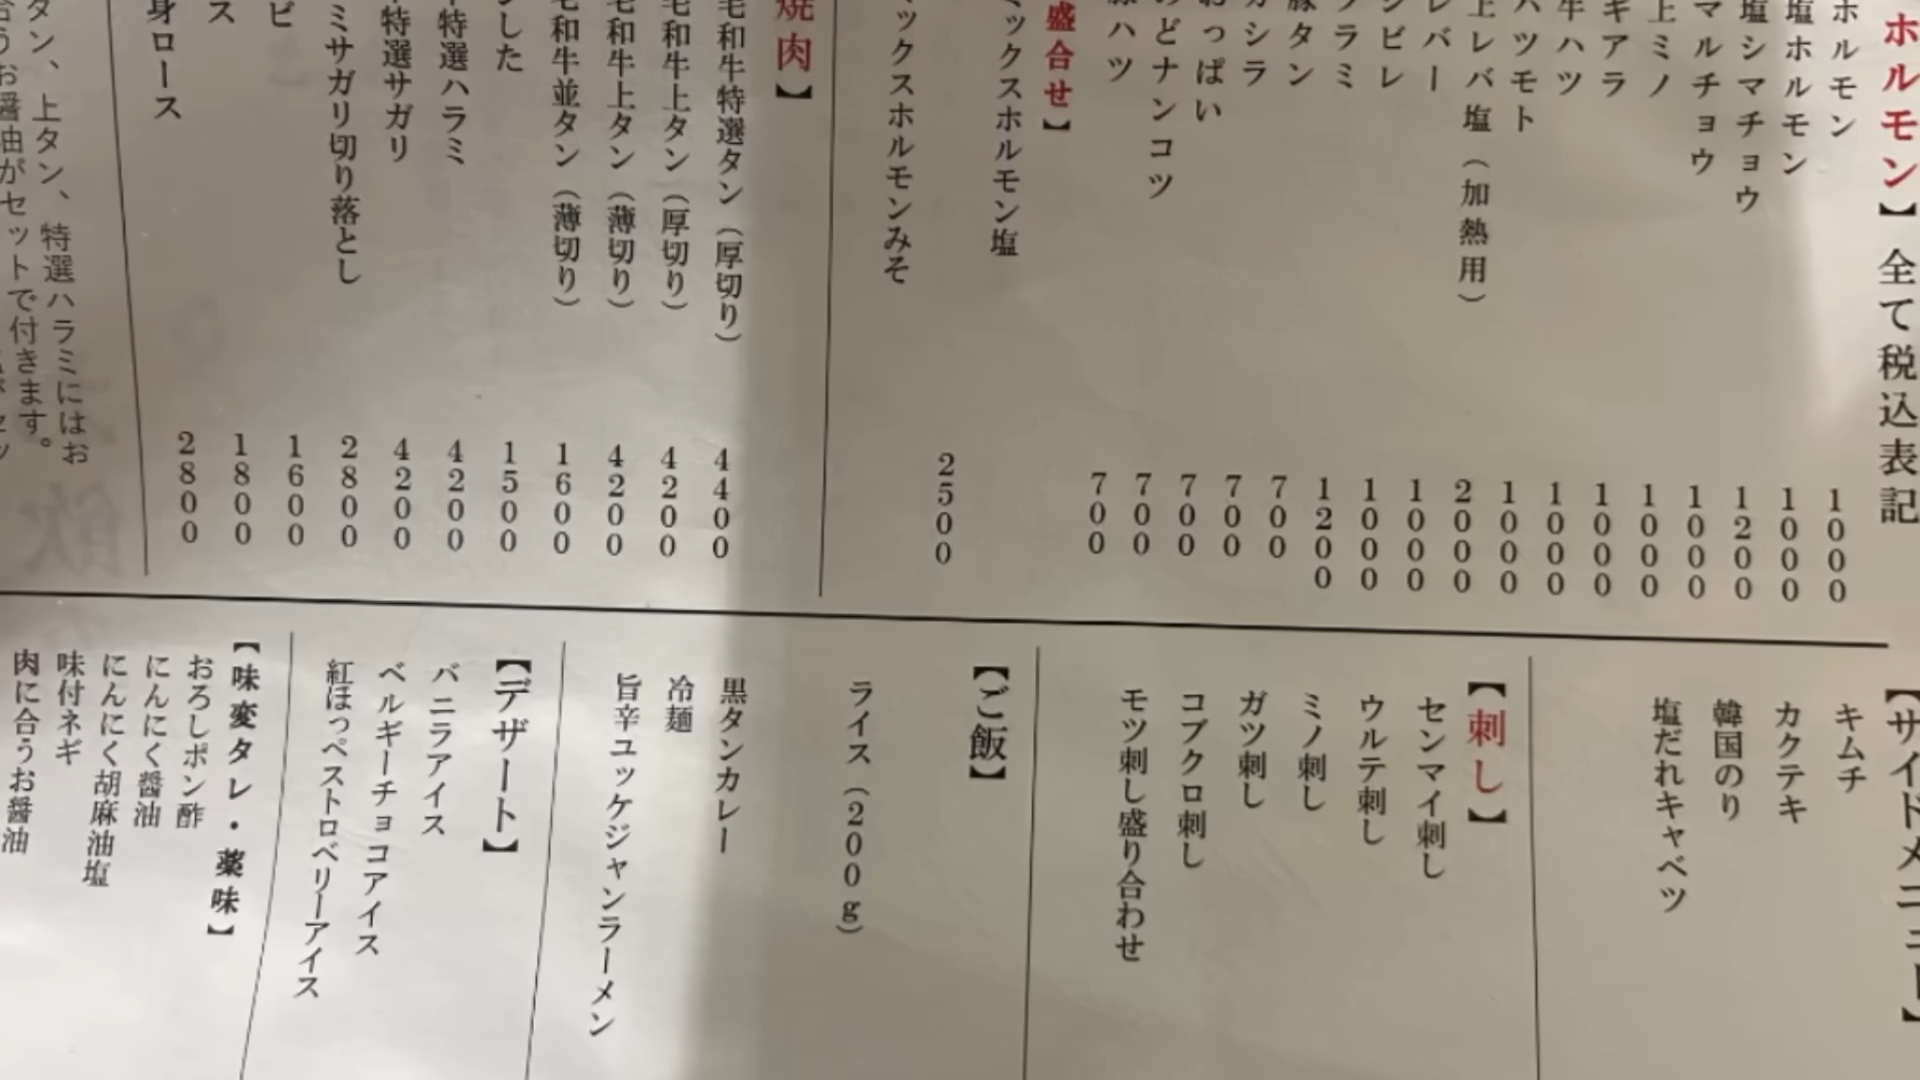 ホルモン】全て税込表記
ホルモン 1000
塩ホルモン 1000
塩シマチョウ 1200
マルチョウ 1000
上ミノ 1000
ギアラ 1000
牛ハツ 1000
ハツモト 1000
上レバ塩（加熱用） 2000
レバー 1000
シビレ 1000
ブラミ 1200
豚タン 700
カシラ 700
おっぱい 700
のどナンコツ 700
豚ハツ 700
盛合せ】
ミックスホルモン塩
ミックスホルモンみそ 2500
焼肉】
毛和牛特選タン（厚切り） 4400
毛和牛上タン（厚切り） 4200
毛和牛上タン（薄切り） 4200
毛和牛並タン（薄切り） 1600
した 1500
特選ハラミ 4200
特選サガリ 4200
ミサガリ切り落とし 2800
ビ 1600
ス 1800
身ロース 2800
タン、上タン、特選ハラミにはお
合うお醤油がセットで付きます。
【サイドメニュー】
キムチ
カクテキ
韓国のり
塩だれキャベツ
【刺し】
センマイ刺し
ウルテ刺し
ミノ刺し
ガツ刺し
コブクロ刺し
モツ刺し盛り合わせ
【ご飯】
ライス（200g）
黒タンカレー
冷麺
旨辛ユッケジャンラーメン
【デザート】
バニラアイス
ベルギーチョコアイス
紅ほっぺストロベリーアイス
【味変タレ・薬味】
おろしポン酢
にんにく醤油
にんにく胡麻油塩
味付ネギ
肉に合うお醤油